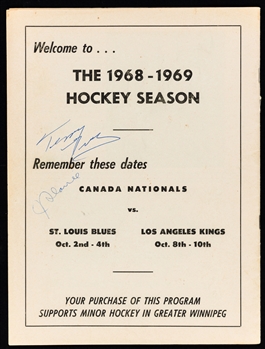 Welcome to . . .
THE 1968 - 1969
HOCKEY SEASON
Remember these dates
CANADA NATIONALS
vs.
ST. LOUIS BLUES
Oct. 2nd - 4th
LOS ANGELES KINGS
Oct. 8th - 10th
YOUR PURCHASE OF THIS PROGRAM
SUPPORTS MINOR HOCKEY IN GREATER WINNIPEG